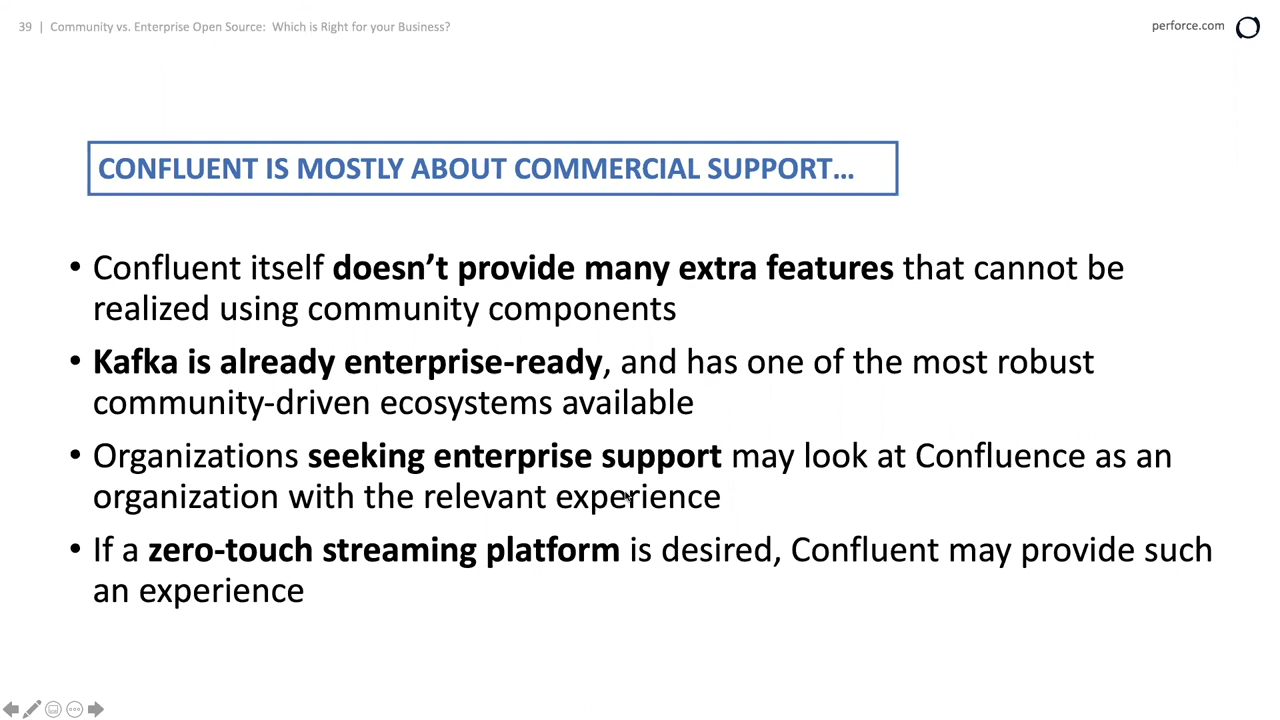 39 | Community vs. Enterprise Open Source: Which is Right for your Business?
perforce.com
CONFLUENT IS MOSTLY ABOUT COMMERCIAL SUPPORT…
• Confluent itself doesn’t provide many extra features that cannot be
realized using community components
• Kafka is already enterprise-ready, and has one of the most robust
community-driven ecosystems available
• Organizations seeking enterprise support may look at Confluence as an
organization with the relevant experience
• If a zero-touch streaming platform is desired, Confluent may provide such
an experience